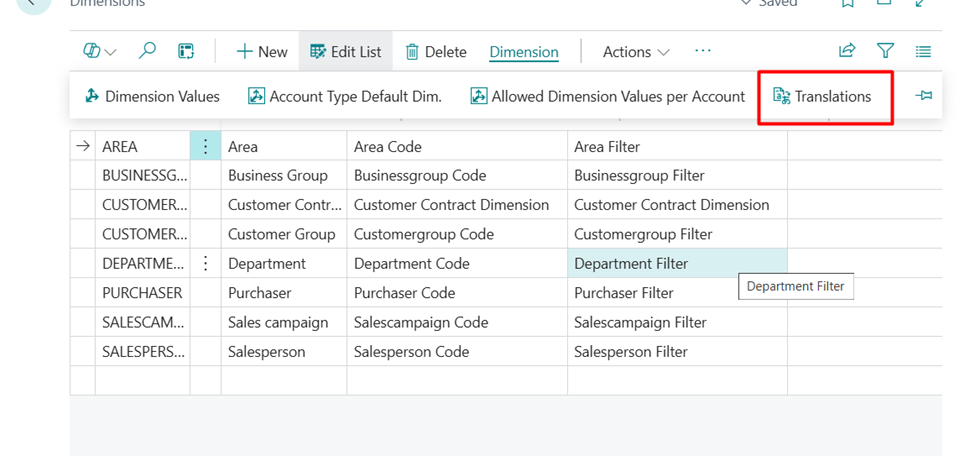 Dimensions Saved
New Edit List Delete Dimension Actions ...
Dimension Values Account Type Default Dim. Allowed Dimension Values per Account Translations
AREA Area Area Code Area Filter
BUSINESSG... Business Group Businessgroup Code Businessgroup Filter
CUSTOMER... Customer Contr... Customer Contract Dimension Customer Contract Dimension
CUSTOMER... Customer Group Customergroup Code Customergroup Filter
DEPARTME... Department Department Code Department Filter
Department Filter
PURCHASER Purchaser Purchaser Code Purchaser Filter
SALESCAM... Sales campaign Salescampaign Code Salescampaign Filter
SALESPERS... Salesperson Salesperson Code Salesperson Filter